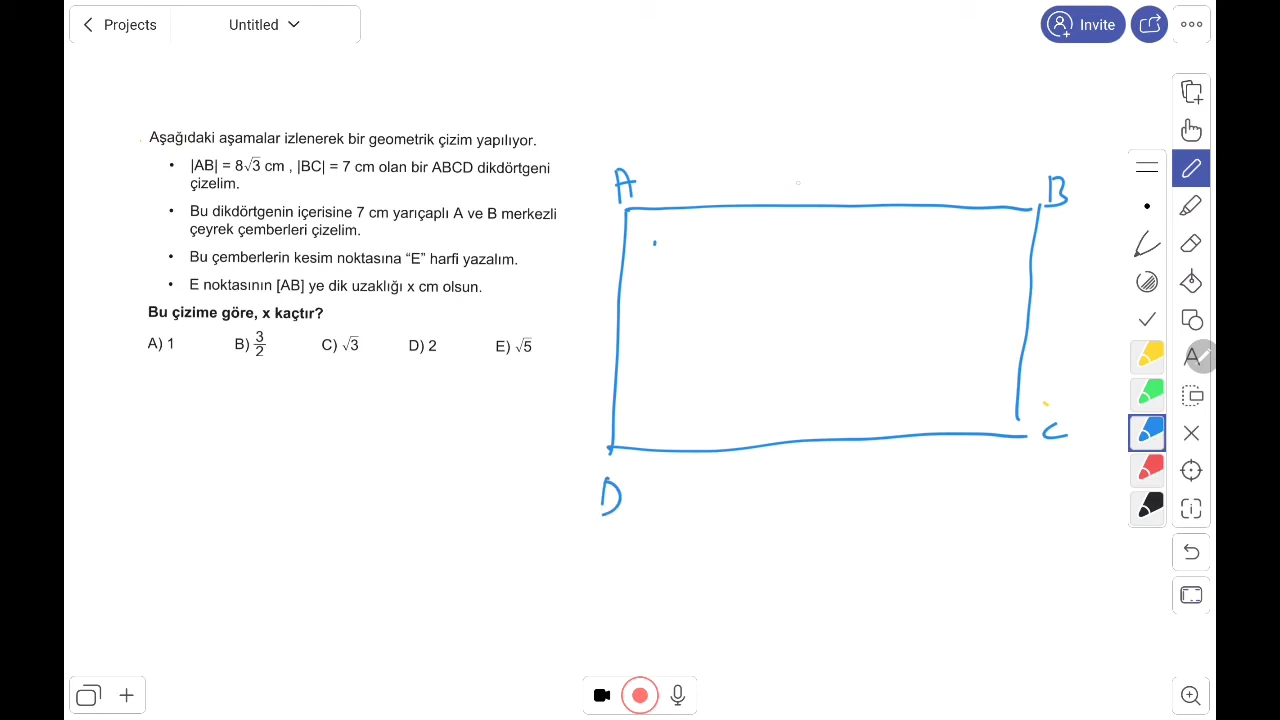 Projects
Untitled
Invite
Aşağıdaki aşamalar izlenerek bir geometrik çizim yapılıyor.
• |AB| = 8√3 cm , |BC| = 7 cm olan bir ABCD dikdörtgeni
çizelim.
• Bu dikdörtgenin içerisine 7 cm yarıçaplı A ve B merkezli
çeyrek çemberleri çizelim.
• Bu çemberlerin kesim noktasına “E” harfi yazalım.
• E noktasının [AB] ye dik uzaklığı x cm olsun.
Bu çizime göre, x kaçtır?
A) 1 B) 3/2 C) √3 D) 2 E) √5
A
B
C
D
A